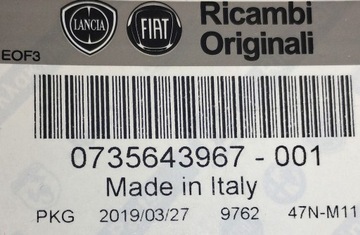 LANCIA FIAT Ricambi
Originali
EOF3
0735643967 - 001
Made in Italy
PKG 2019/03/27 9762 47N-M11